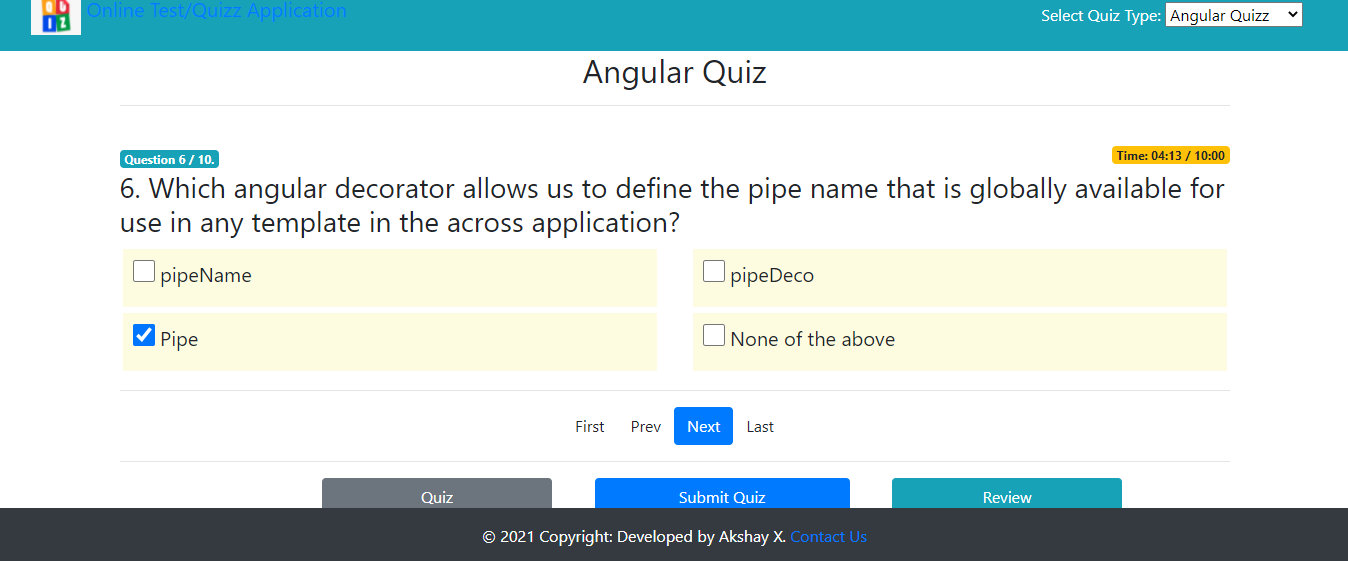 Online Test/Quizz Application
Select Quiz Type: Angular Quizz
Angular Quiz
Question 6 / 10.
Time: 04:13 / 10:00
6. Which angular decorator allows us to define the pipe name that is globally available for
use in any template in the across application?
pipeName
pipeDeco
Pipe
None of the above
First Prev Next Last
Quiz
Submit Quiz
Review
© 2021 Copyright: Developed by Akshay X. Contact Us